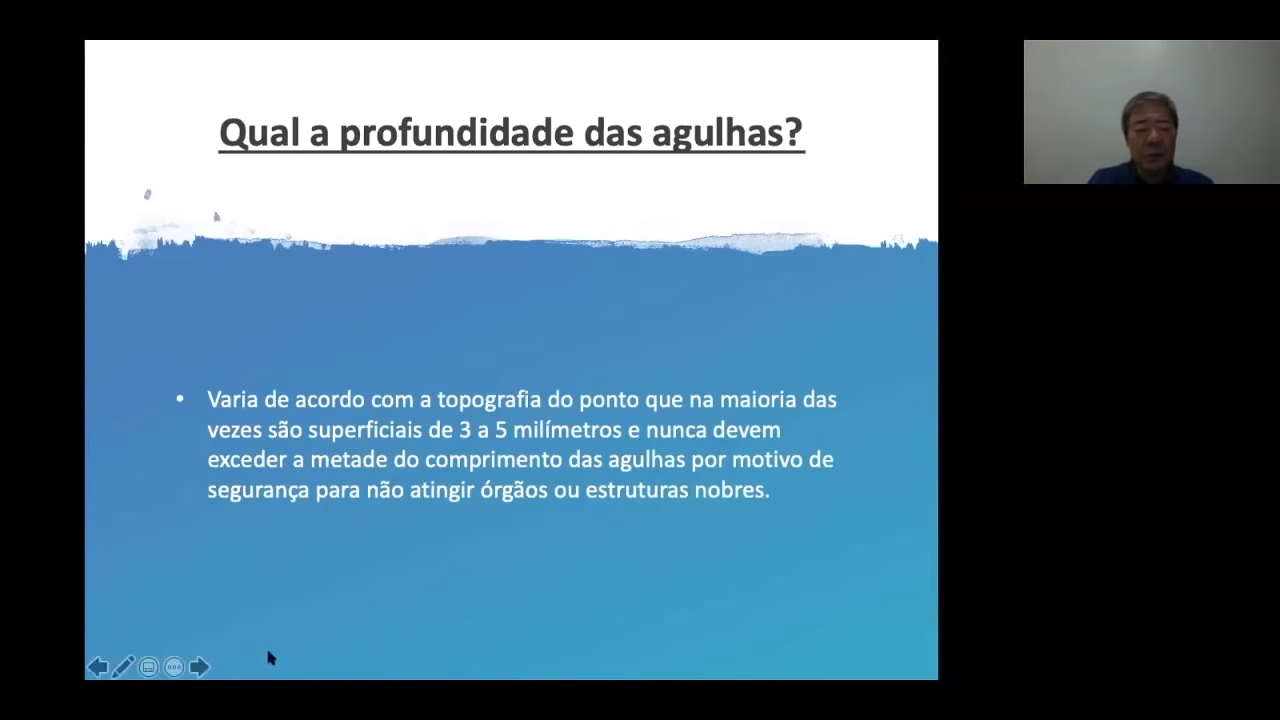 Qual a profundidade das agulhas?
• Varia de acordo com a topografia do ponto que na maioria das
vezes são superficiais de 3 a 5 milímetros e nunca devem
exceder a metade do comprimento das agulhas por motivo de
segurança para não atingir órgãos ou estruturas nobres.